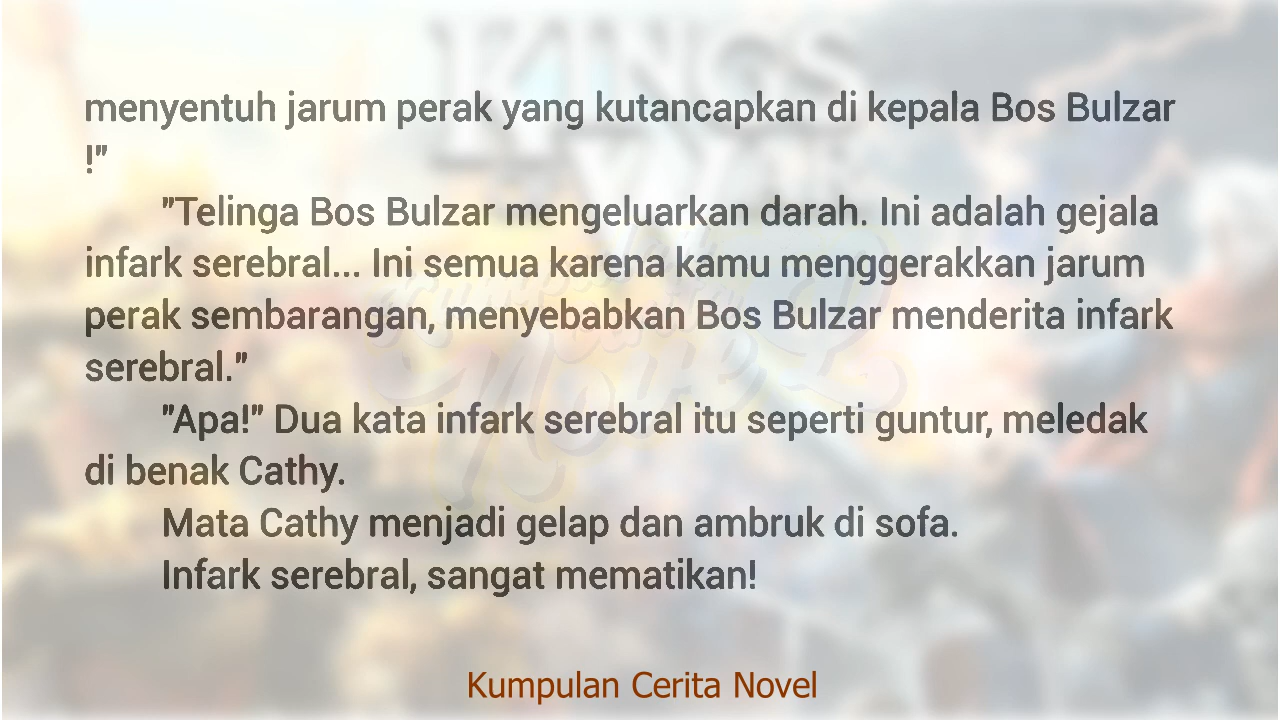 KINGS
menyentuh jarum perak yang kutancapkan di kepala Bos Bulzar
!"
"Telinga Bos Bulzar mengeluarkan darah. Ini adalah gejala
infark serebral... Ini semua karena kamu menggerakkan jarum
perak sembarangan, menyebabkan Bos Bulzar menderita infark
serebral."
"Apa!" Dua kata infark serebral itu seperti guntur, meledak
di benak Cathy.
Mata Cathy menjadi gelap dan ambruk di sofa.
Infark serebral, sangat mematikan!
Kumpulan Cerita Novel